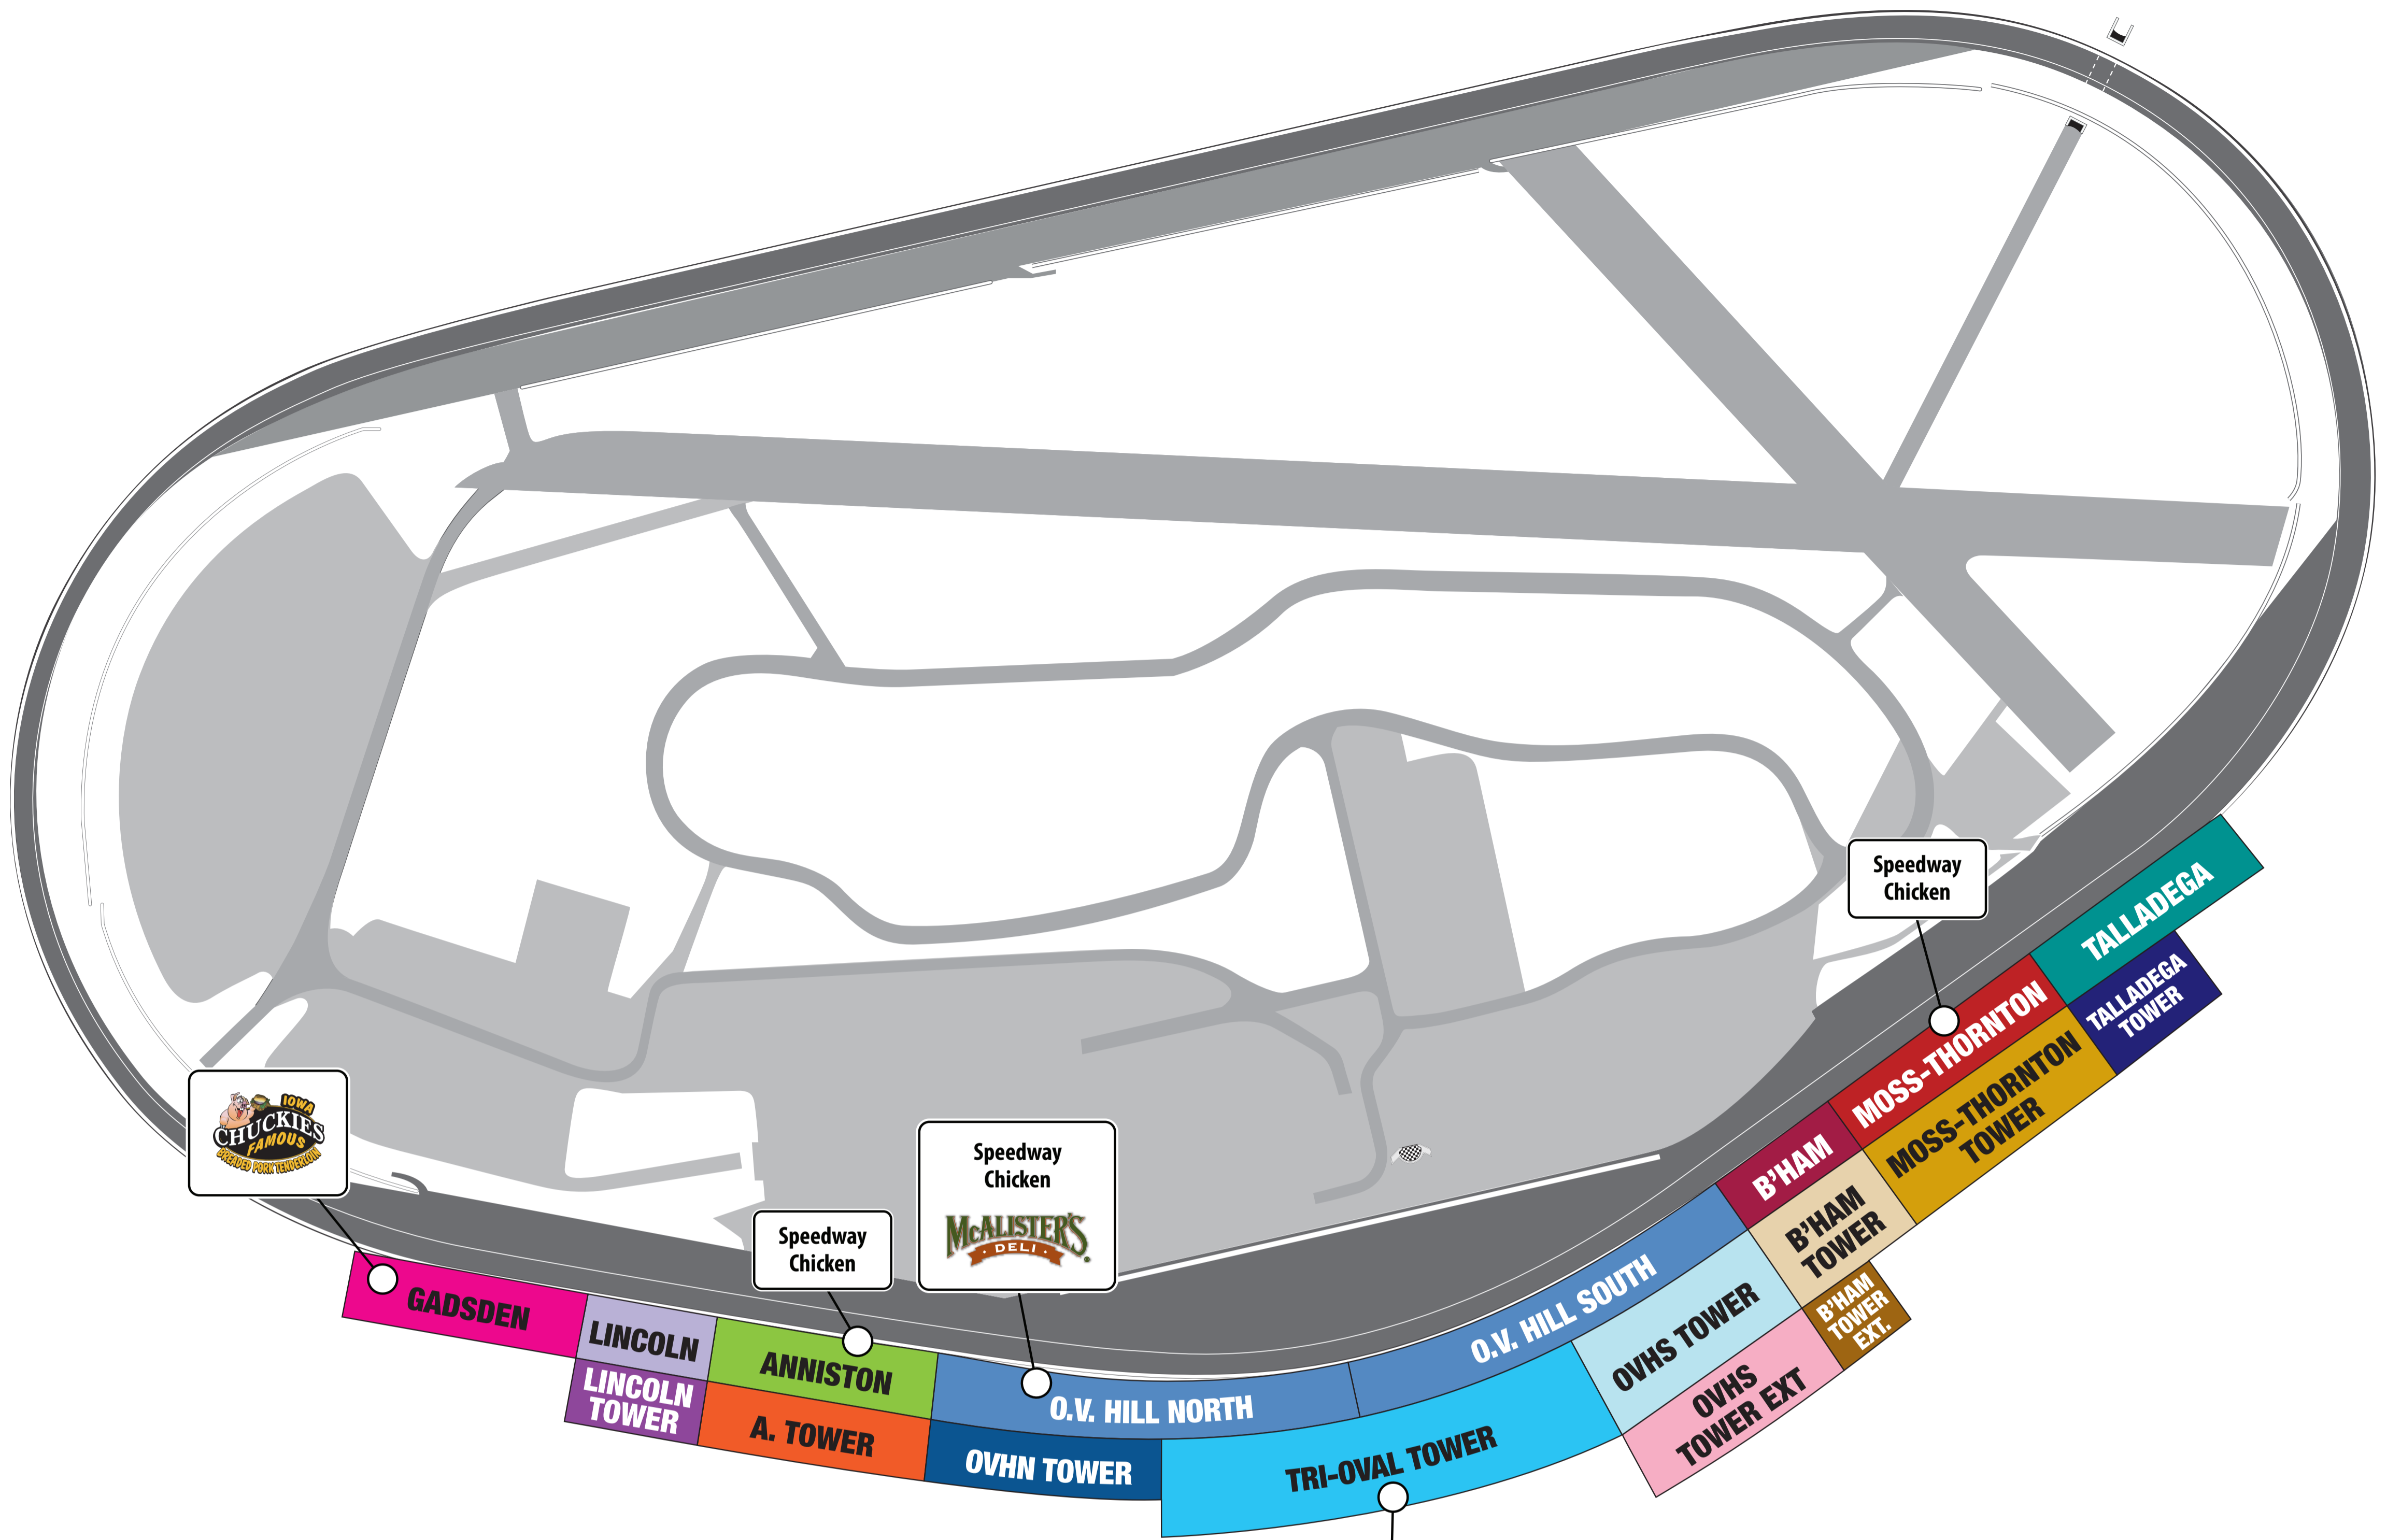 Speedway
Chicken
TALLADEGA
TALLADEGA
TOWER
MOSS-THORNTON
MOSS-THORNTON
TOWER
IOWA
CHUCKIES
FAMOUS
BREADED PORK TENDERLOIN
Speedway
Chicken
McALISTER'S
DELI
Speedway
Chicken
B'HAM
B'HAM
TOWER
B'HAM
TOWER
EXT.
GADSDEN
LINCOLN
LINCOLN
TOWER
ANNISTON
A. TOWER
O.V. HILL NORTH
OVHN TOWER
O.V. HILL SOUTH
TRI-OVAL TOWER
OVHS TOWER
OVHS
TOWER EXT